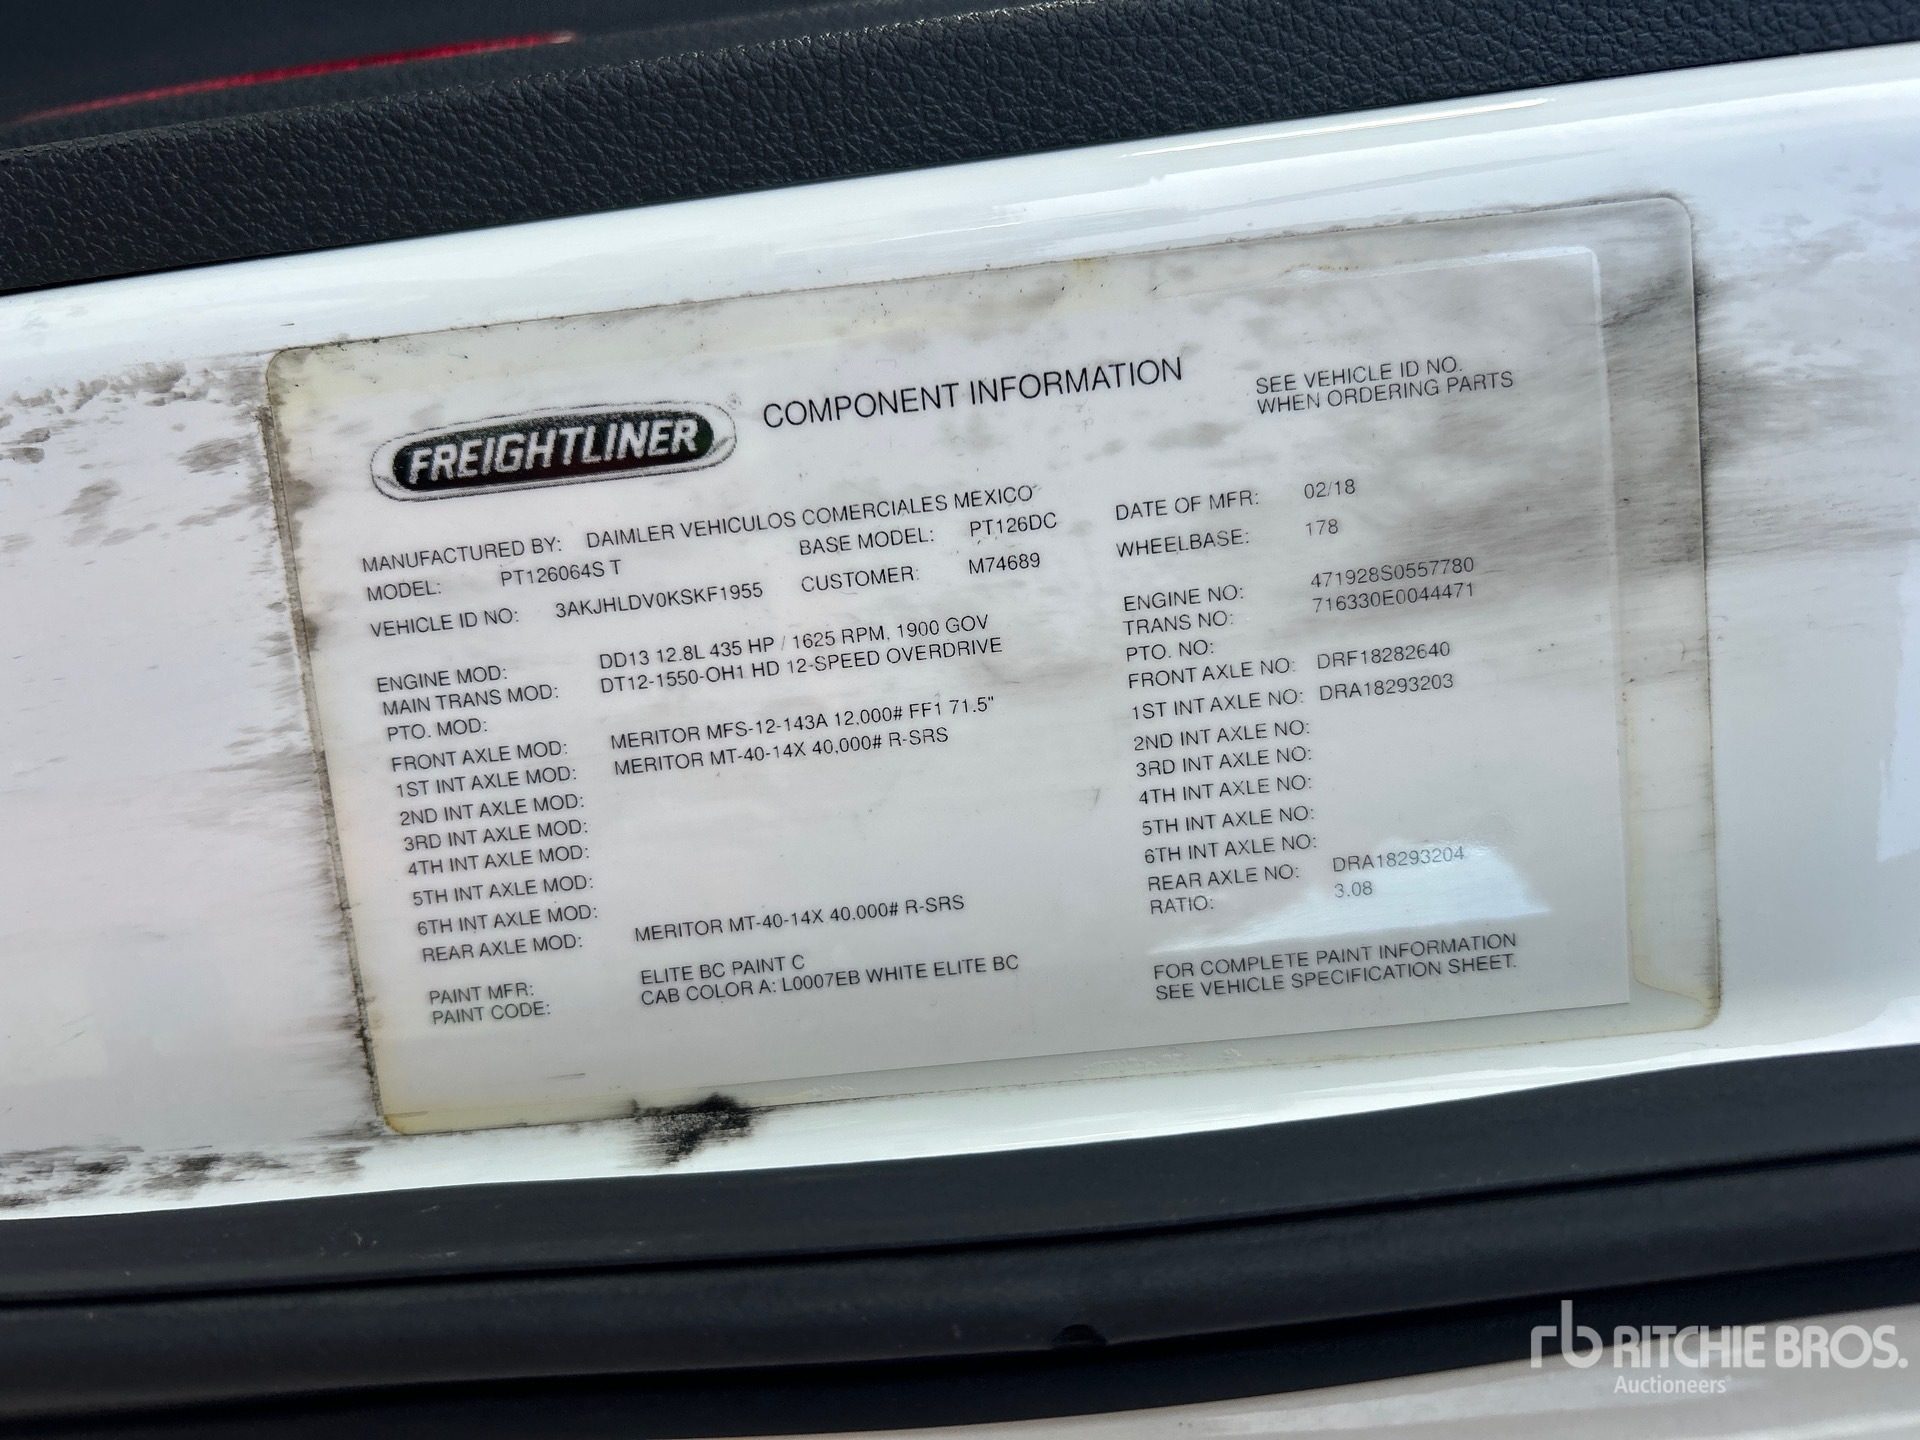 FREIGHTLINER ®
COMPONENT INFORMATION
SEE VEHICLE ID NO.
WHEN ORDERING PARTS
MANUFACTURED BY: DAIMLER VEHICULOS COMERCIALES MEXICO
DATE OF MFR: 02/18
MODEL: PT126064S T BASE MODEL: PT126DC
WHEELBASE: 178
VEHICLE ID NO: 3AKJHLDV0KSKF1955 CUSTOMER: M74689
ENGINE NO: 471928S0557780
TRANS NO: 716330E0044471
ENGINE MOD: DD13 12.8L 435 HP / 1625 RPM, 1900 GOV
MAIN TRANS MOD: DT12-1550-OH1 HD 12-SPEED OVERDRIVE
PTO. MOD:
PTO. NO:
FRONT AXLE MOD: MERITOR MFS-12-143A 12,000# FF1 71.5"
FRONT AXLE NO: DRF18282640
1ST INT AXLE MOD: MERITOR MT-40-14X 40,000# R-SRS
1ST INT AXLE NO: DRA18293203
2ND INT AXLE MOD:
2ND INT AXLE NO:
3RD INT AXLE MOD:
3RD INT AXLE NO:
4TH INT AXLE MOD:
4TH INT AXLE NO:
5TH INT AXLE MOD:
5TH INT AXLE NO:
6TH INT AXLE MOD:
6TH INT AXLE NO:
REAR AXLE MOD: MERITOR MT-40-14X 40,000# R-SRS
REAR AXLE NO: DRA18293204
RATIO: 3.08
PAINT MFR: ELITE BC PAINT C
PAINT CODE: CAB COLOR A: L0007EB WHITE ELITE BC
FOR COMPLETE PAINT INFORMATION
SEE VEHICLE SPECIFICATION SHEET.
rb RITCHIE BROS.
Auctioneers